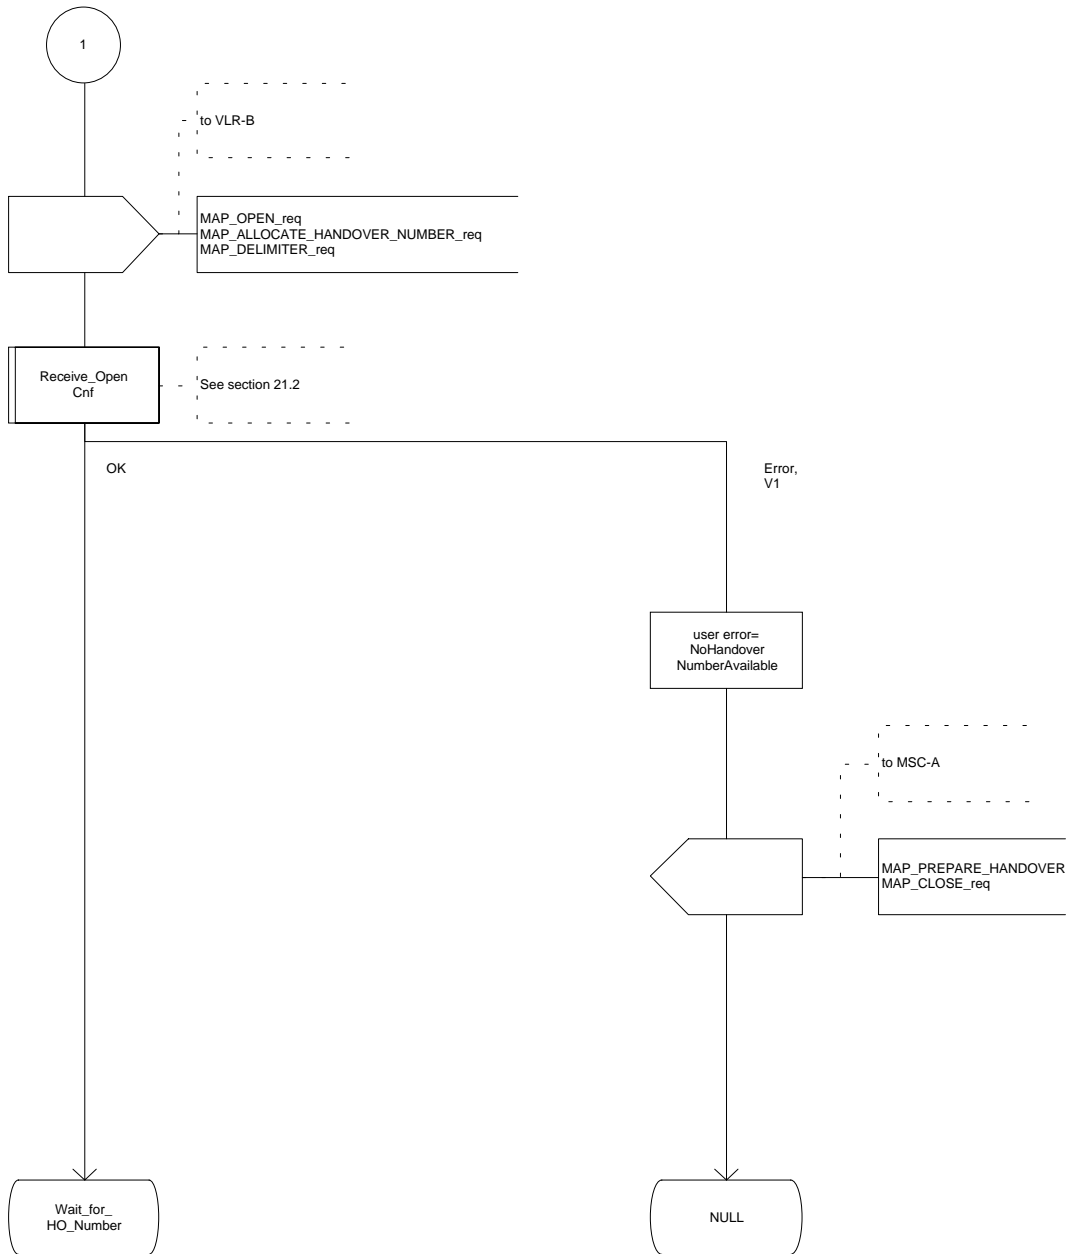 1
to VLR-B
MAP_OPEN_req
MAP_ALLOCATE_HANDOVER_NUMBER_req
MAP_DELIMITER_req
Receive_Open
Cnf
See section 21.2
OK
Error,
V1
user error=
NoHandover
NumberAvailable
to MSC-A
MAP_PREPARE_HANDOVER
MAP_CLOSE_req
Wait_for_
HO_Number
NULL